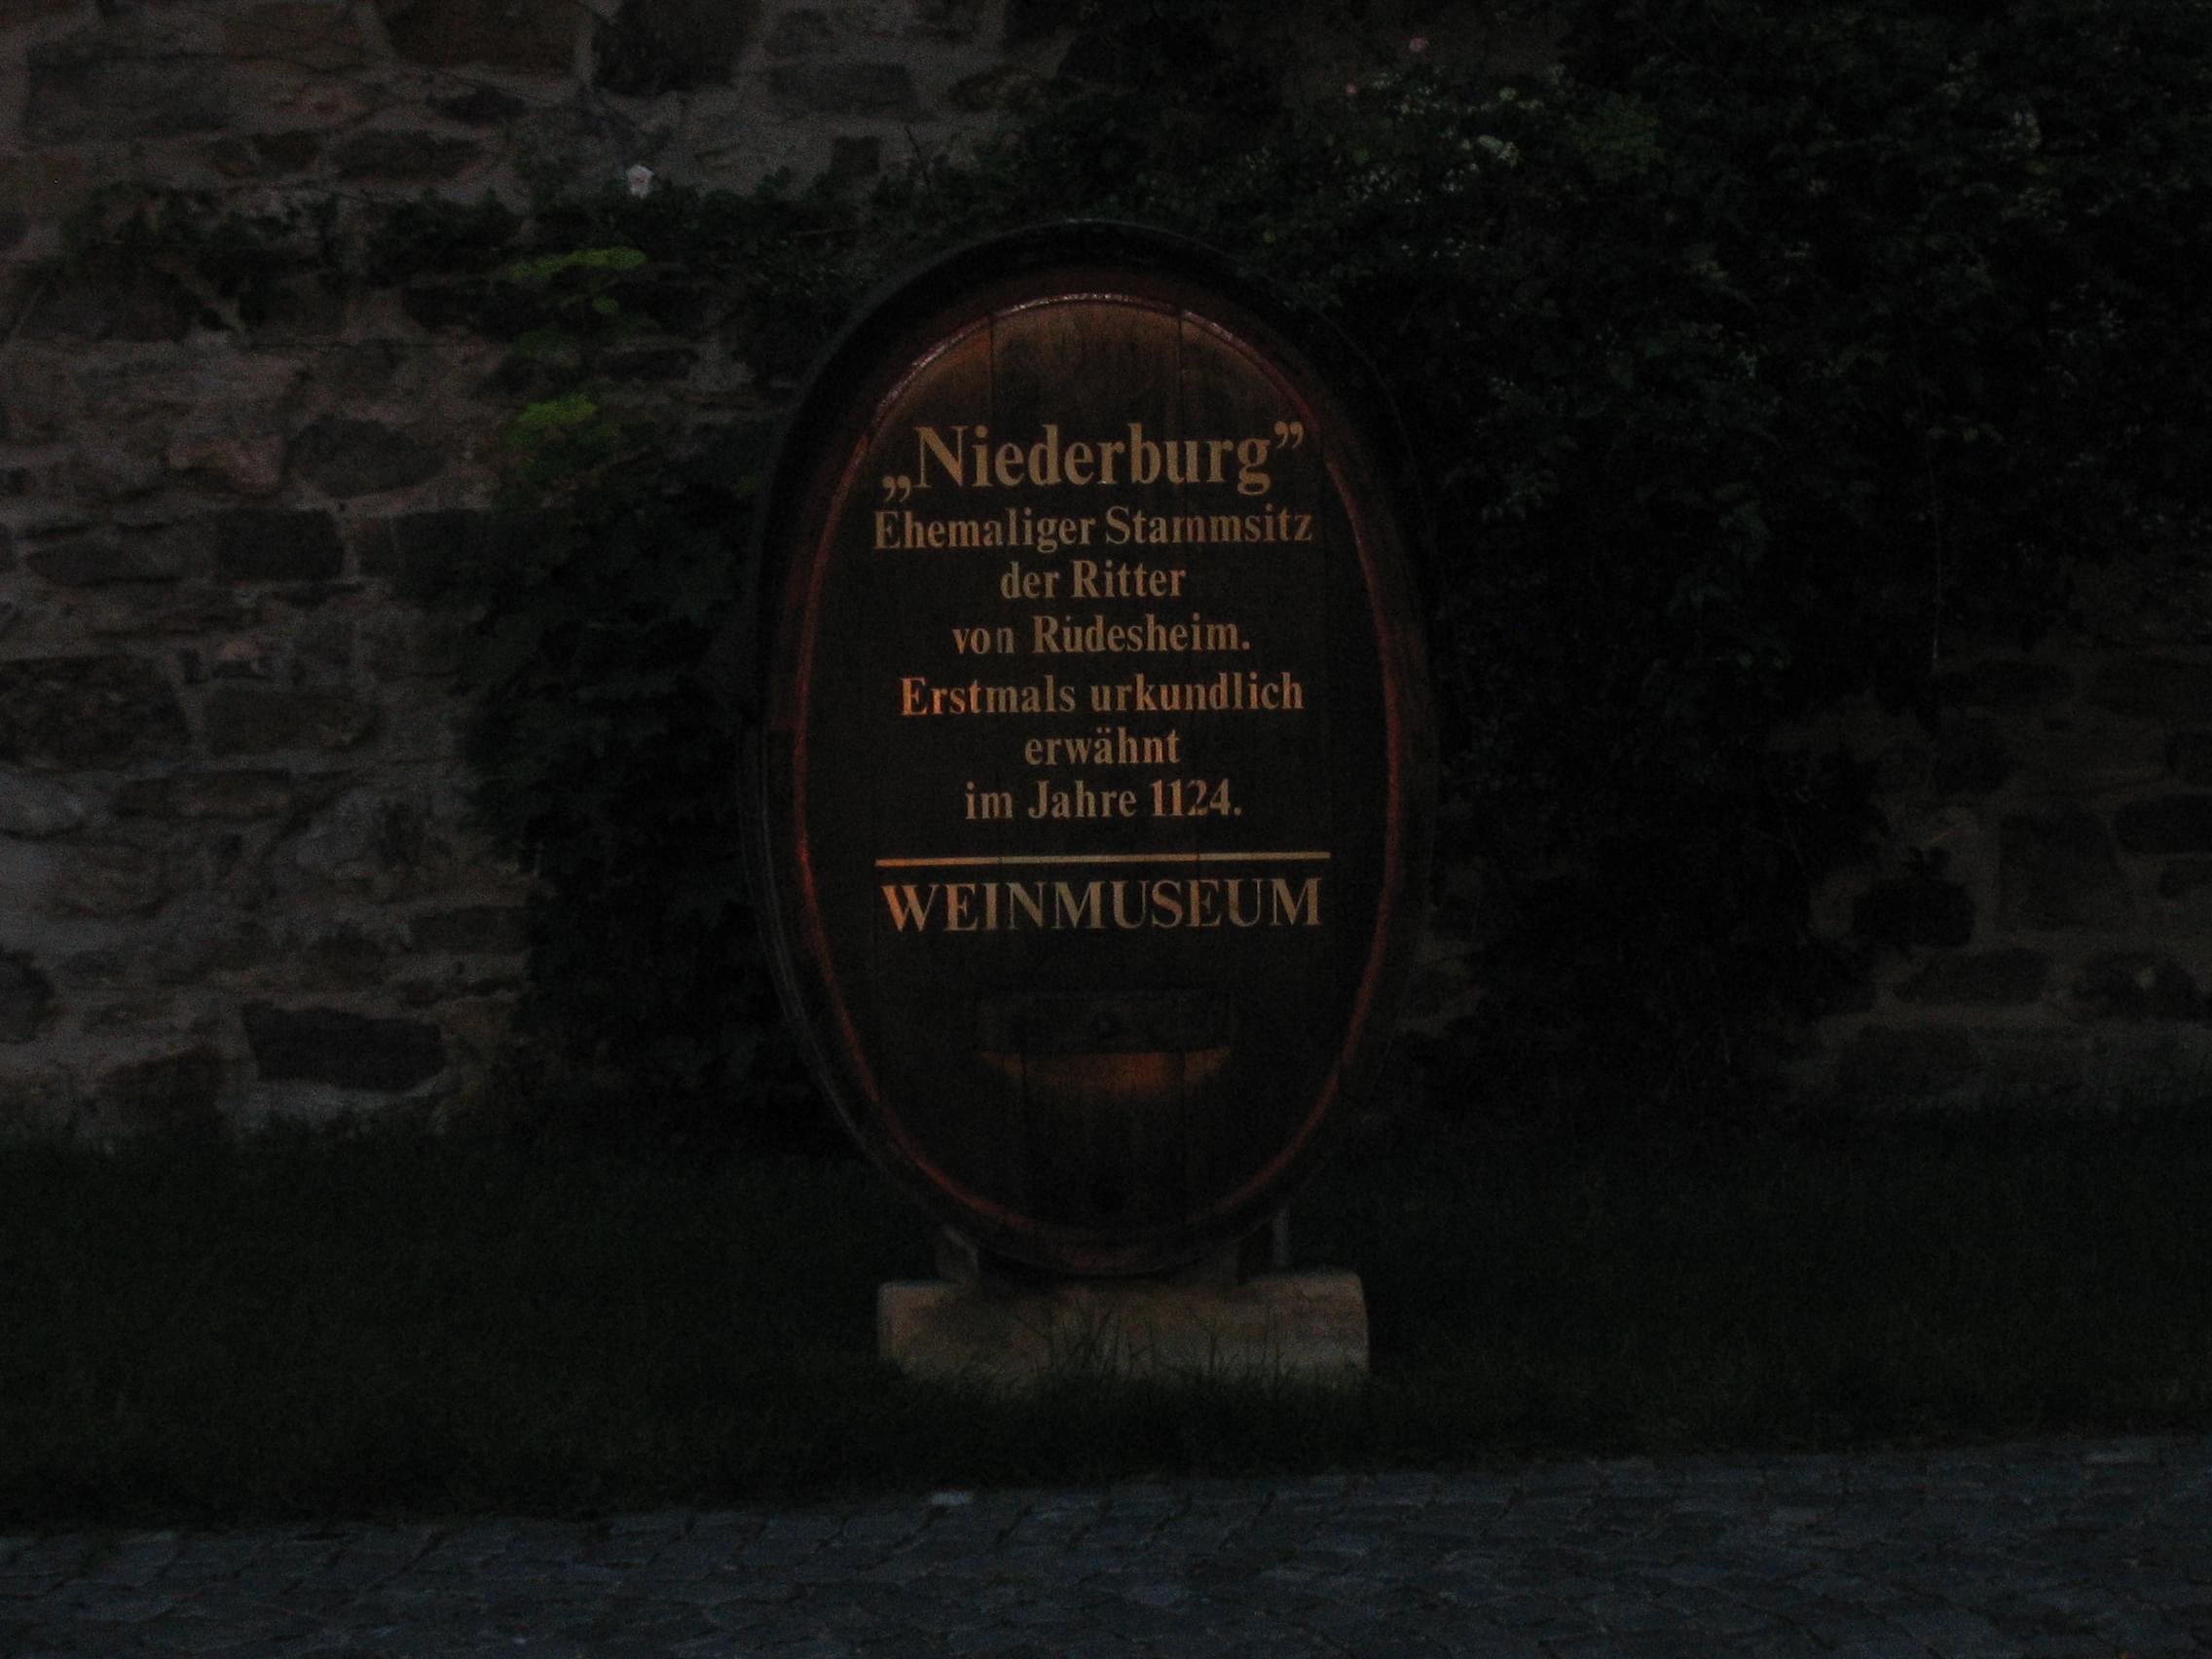 „Niederburg”
Ehemaliger Stammsitz
der Ritter
von Rüdesheim.
Erstmals urkundlich
erwähnt
im Jahre 1124.
WEINMUSEUM